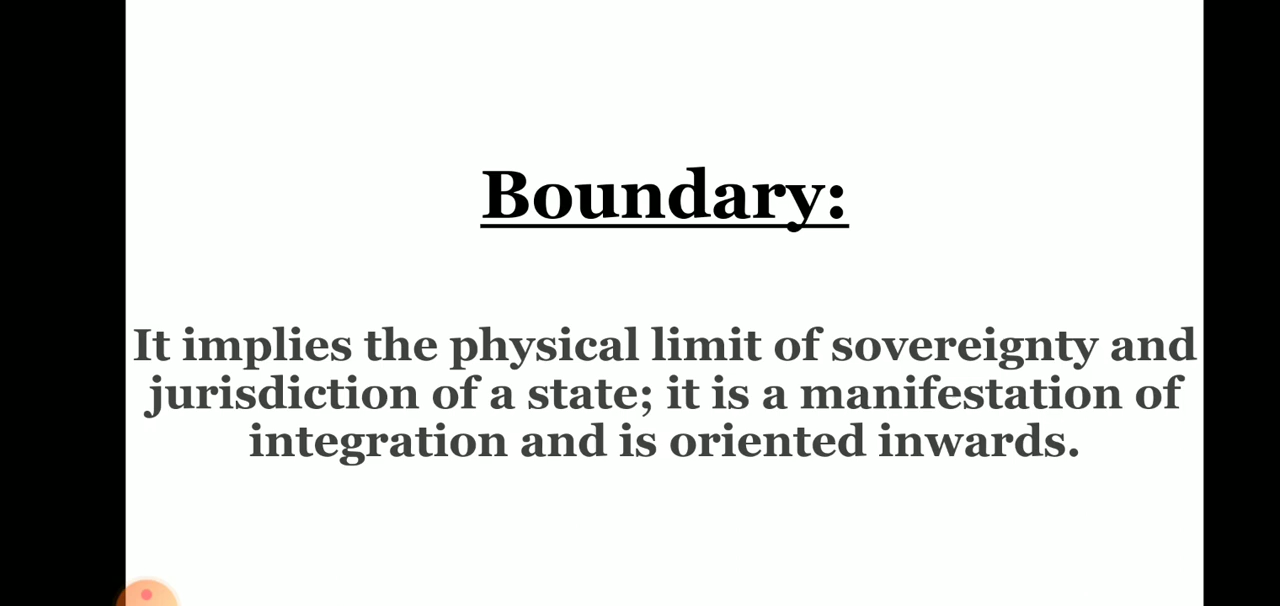 Boundary:
It implies the physical limit of sovereignty and
jurisdiction of a state; it is a manifestation of
integration and is oriented inwards.